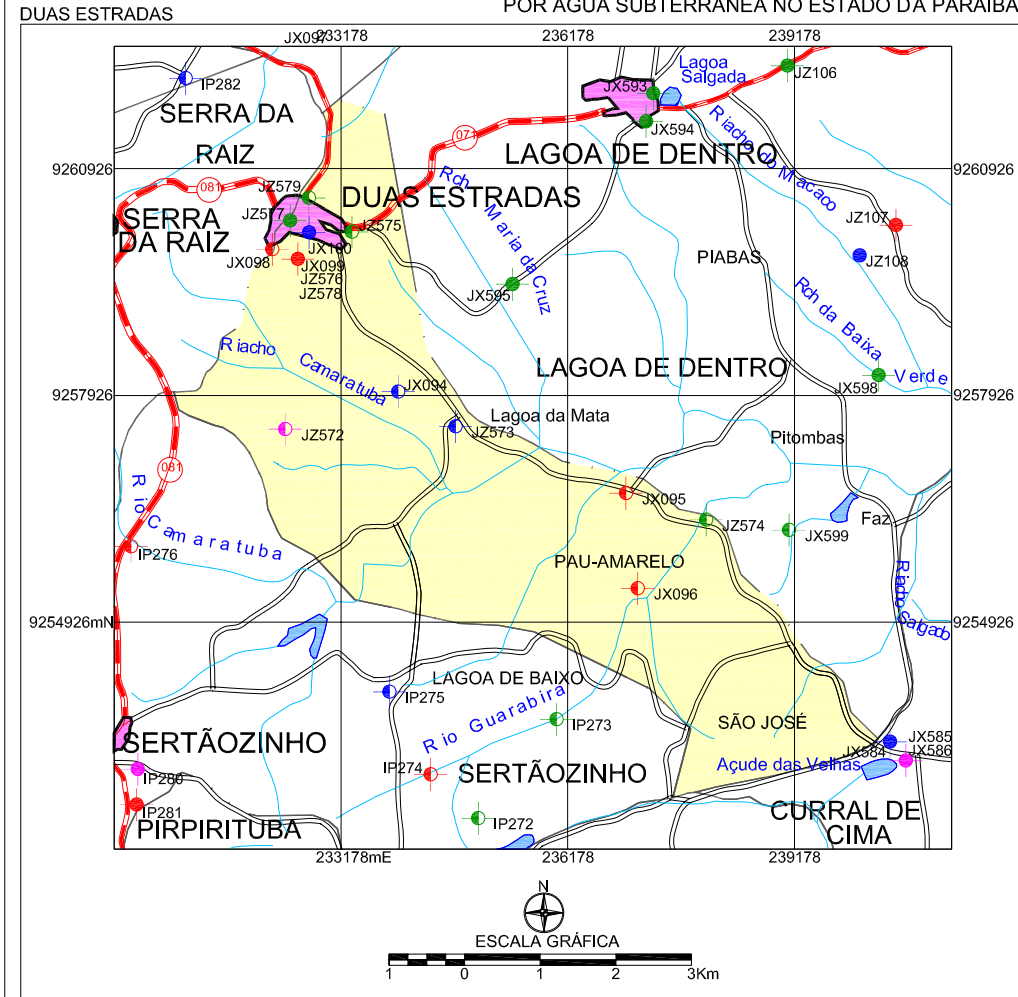 DUAS ESTRADAS
POR ÁGUA SUBTERRÂNEA NO ESTADO DA PARAÍBA
JX097
233178
236178
239178
IP282
Lagoa
Salgada
JX593
JZ106
SERRA DA
RAIZ
071
JX594
Riacho do Macaco
LAGOA DE DENTRO
9260926
9260926
081
JZ579
DUAS ESTRADAS
Rch Maria da Cruz
SERRA
DA RAIZ
JZ577
JZ575
JX100
JZ107
JX098
JX099
JZ576
JZ578
PIABAS
JZ108
JX595
Rch da Baixa Verde
Riacho Camaratuba
LAGOA DE DENTRO
JX094
JX598
9257926
9257926
Lagoa da Mata
JZ572
JZ573
Pitombas
081
Rio Camaratuba
JX095
JZ574
Faz
JX599
IP276
PAU-AMARELO
JX096
Riacho Salgado
9254926mN
9254926
LAGOA DE BAIXO
IP275
Rio Guarabira
IP273
SÃO JOSÉ
SERTÃOZINHO
JX585
JX584
JX586
Açude das Velhas
IP280
IP274
SERTÃOZINHO
IP281
PIRPIRITUBA
IP272
CURRAL DE
CIMA
233178mE
236178
239178
N
ESCALA GRÁFICA
1 0 1 2 3Km